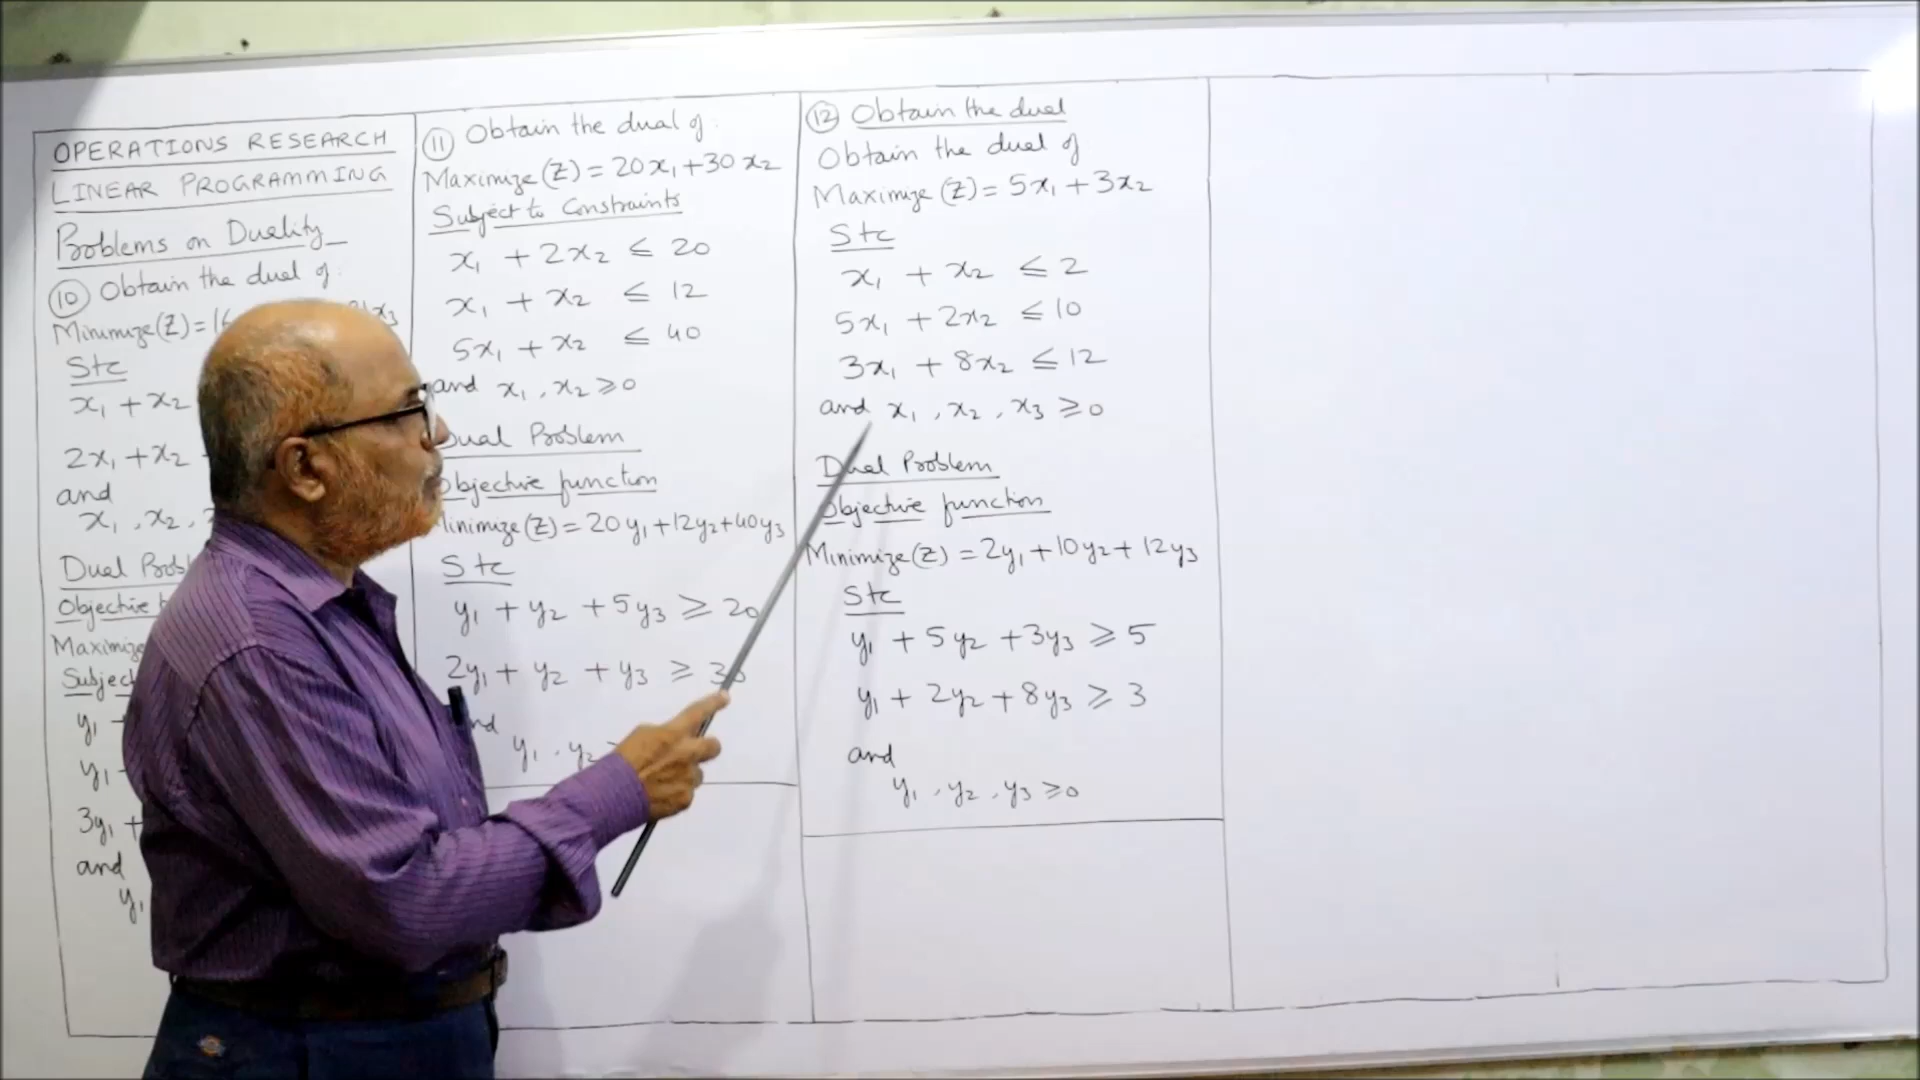 OPERATIONS RESEARCH
LINEAR PROGRAMMING
Problems on Duality
⑩ Obtain the dual of:
Minimize (Z) = 16
x₃
Stc
x₁ + x₂
2x₁ + x₂
and
x₁, x₂,
Dual Prob
Objective
Maximize
Subject
y₁
y₁
3y₁ +
and
y₁
⑪ Obtain the dual of:
Maximize (Z) = 20x₁ + 30x₂
Subject to Constraints
x₁ + 2x₂ ≤ 20
x₁ + x₂ ≤ 12
5x₁ + x₂ ≤ 40
and x₁, x₂ ⩾ 0
Dual Problem
Objective function
Minimize (Z) = 20y₁ + 12y₂ + 40y₃
Stc
y₁ + y₂ + 5y₃ ≥ 20
2y₁ + y₂ + y₃ ≥ 30
and
y₁, y₂
⑫ Obtain the dual
Obtain the dual of
Maximize (Z) = 5x₁ + 3x₂
Stc
x₁ + x₂ ≤ 2
5x₁ + 2x₂ ≤ 10
3x₁ + 8x₂ ≤ 12
and x₁, x₂, x₃ ⩾ 0
Dual Problem
Objective function
Minimize (Z) = 2y₁ + 10y₂ + 12y₃
Stc
y₁ + 5y₂ + 3y₃ ⩾ 5
y₁ + 2y₂ + 8y₃ ⩾ 3
and
y₁, y₂, y₃ ⩾ 0